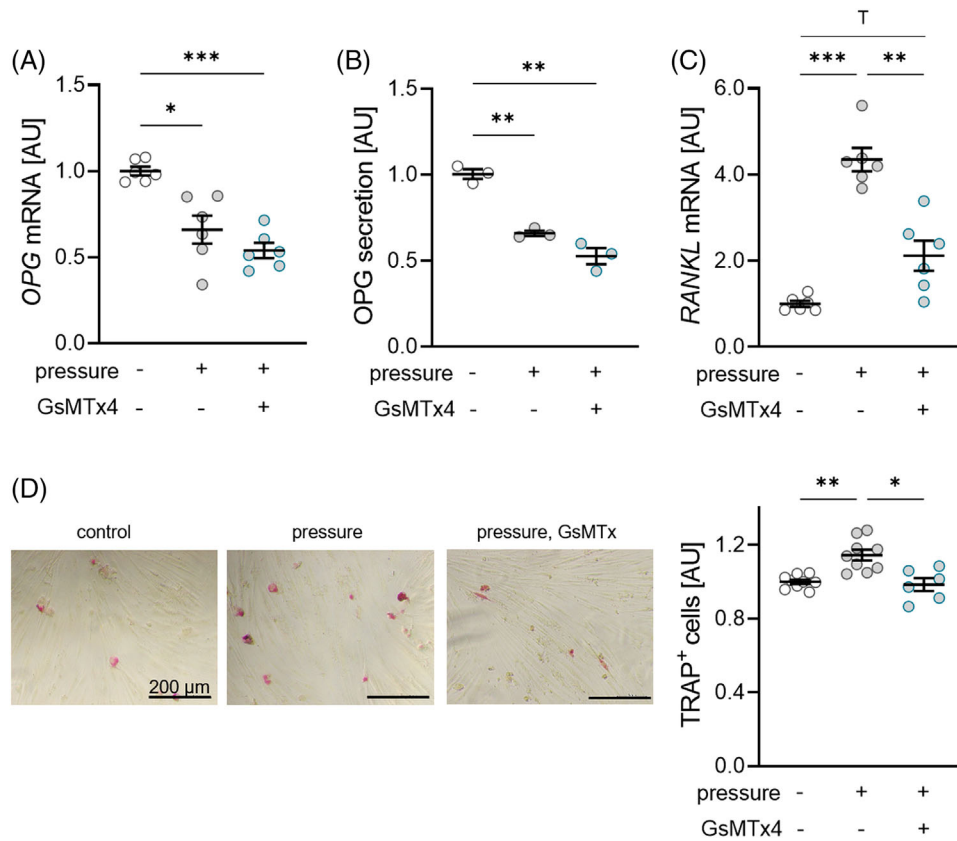 (A)
OPG mRNA [AU]
***
*
1.5
1.0
0.5
0.0
pressure - + +
GsMTx4 - - +
(B)
OPG secretion [AU]
**
**
1.5
1.0
0.5
0.0
pressure - + +
GsMTx4 - - +
(C)
RANKL mRNA [AU]
T
*** **
6.0
4.0
2.0
0.0
pressure - + +
GsMTx4 - - +
(D)
control pressure pressure, GsMTx
200 µm
TRAP+ cells [AU]
** *
1.2
0.8
0.4
0.0
pressure - + +
GsMTx4 - - +